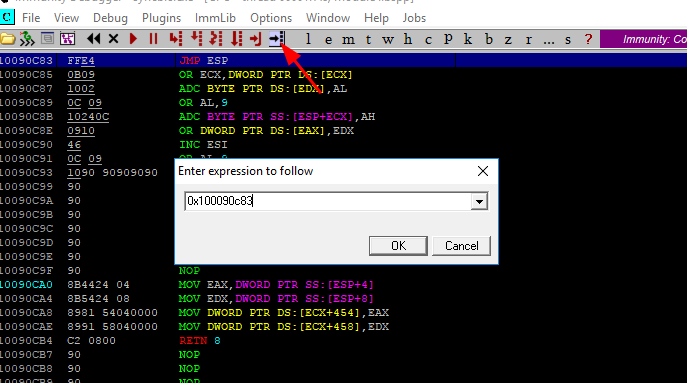 File View Debug Plugins ImmLib Options Window Help Jobs
l e m t w h c p k b z r ... s ? Immunity: Co
10090C83 FFE4 JMP ESP
10090C85 0B09 OR ECX,DWORD PTR DS:[ECX]
10090C87 1002 ADC BYTE PTR DS:[EDX],AL
10090C89 0C 09 OR AL,9
10090C8B 10240C ADC BYTE PTR SS:[ESP+ECX],AH
10090C8E 0910 OR DWORD PTR DS:[EAX],EDX
10090C90 46 INC ESI
10090C91 0C 09
10090C93 1090 90909090
10090C99 90
10090C9A 90
10090C9B 90
10090C9C 90
10090C9D 90
10090C9E 90
10090C9F 90 NOP
10090CA0 8B4424 04 MOV EAX,DWORD PTR SS:[ESP+4]
10090CA4 8B5424 08 MOV EDX,DWORD PTR SS:[ESP+8]
10090CA8 8981 54040000 MOV DWORD PTR DS:[ECX+454],EAX
10090CAE 8991 58040000 MOV DWORD PTR DS:[ECX+458],EDX
10090CB4 C2 0800 RETN 8
10090CB7 90 NOP
10090CB8 90 NOP
10090CB9 90 NOP
Enter expression to follow
0x100090c83
OK Cancel